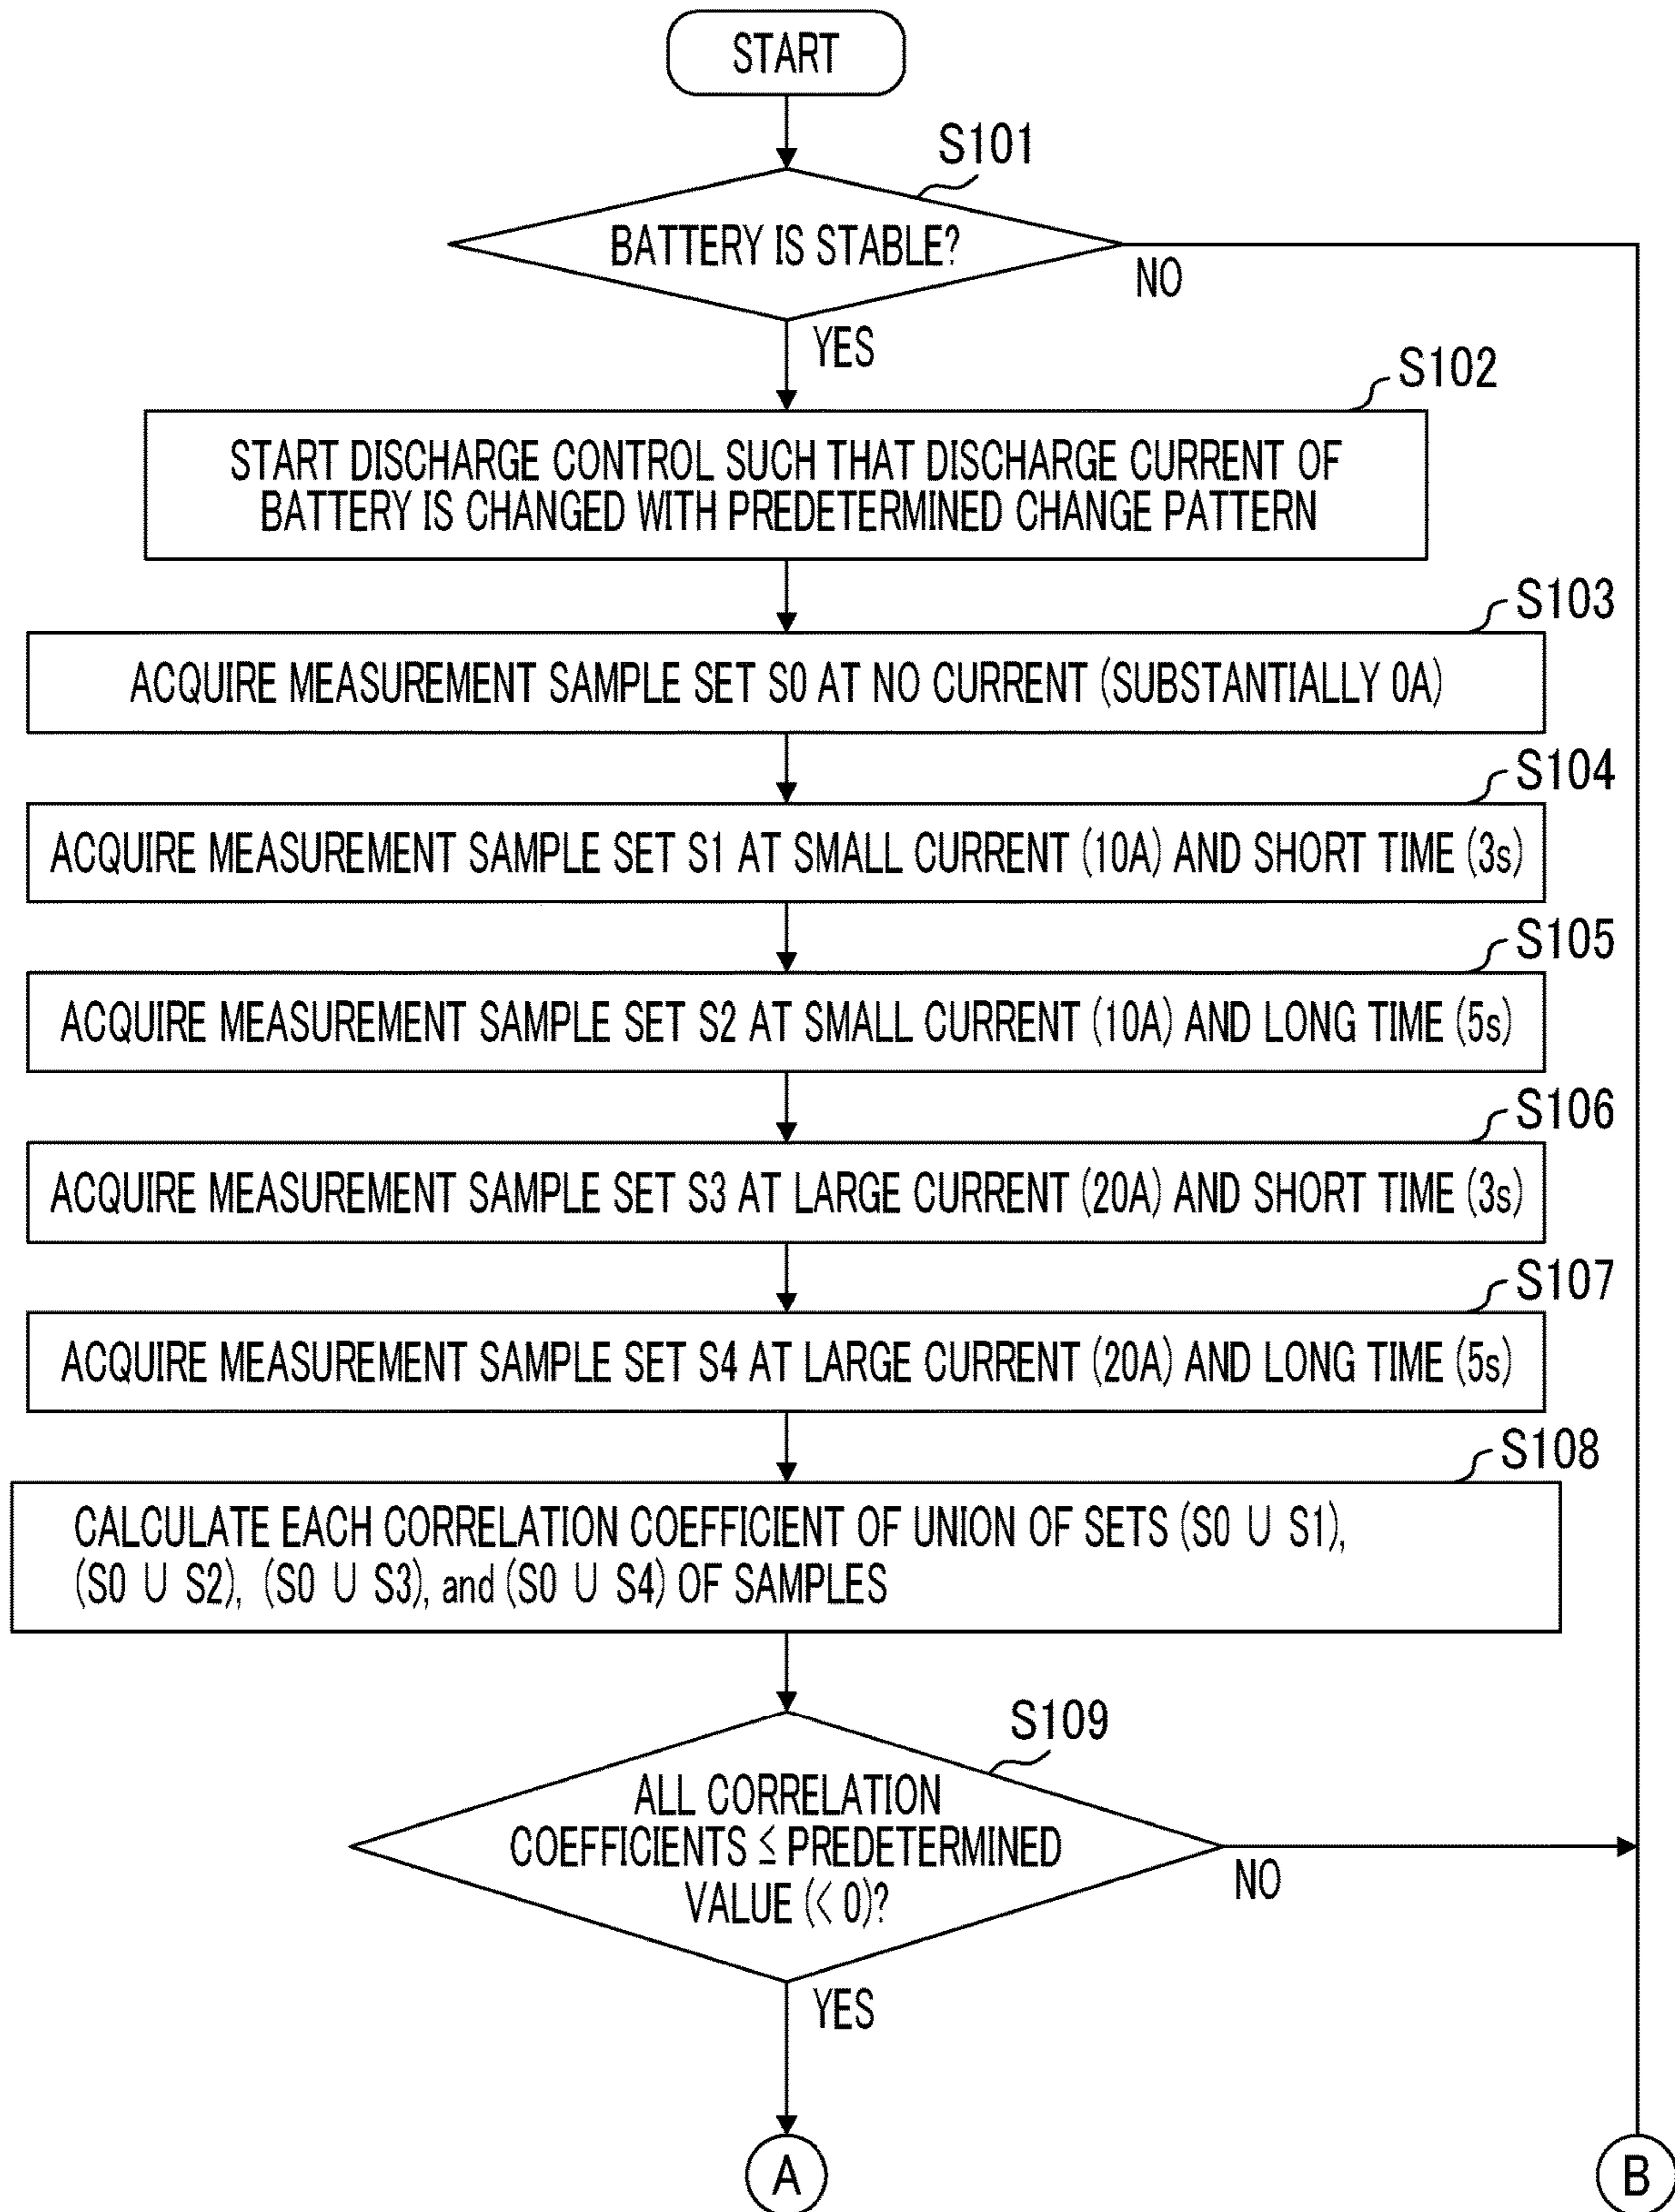 START
S101
BATTERY IS STABLE?
NO
YES
S102
START DISCHARGE CONTROL SUCH THAT DISCHARGE CURRENT OF
BATTERY IS CHANGED WITH PREDETERMINED CHANGE PATTERN
S103
ACQUIRE MEASUREMENT SAMPLE SET S0 AT NO CURRENT (SUBSTANTIALLY 0A)
S104
ACQUIRE MEASUREMENT SAMPLE SET S1 AT SMALL CURRENT (10A) AND SHORT TIME (3s)
S105
ACQUIRE MEASUREMENT SAMPLE SET S2 AT SMALL CURRENT (10A) AND LONG TIME (5s)
S106
ACQUIRE MEASUREMENT SAMPLE SET S3 AT LARGE CURRENT (20A) AND SHORT TIME (3s)
S107
ACQUIRE MEASUREMENT SAMPLE SET S4 AT LARGE CURRENT (20A) AND LONG TIME (5s)
S108
CALCULATE EACH CORRELATION COEFFICIENT OF UNION OF SETS (S0 ∪ S1),
(S0 ∪ S2), (S0 ∪ S3), and (S0 ∪ S4) OF SAMPLES
S109
ALL CORRELATION
COEFFICIENTS ≤ PREDETERMINED
VALUE (< 0)?
NO
YES
A
B